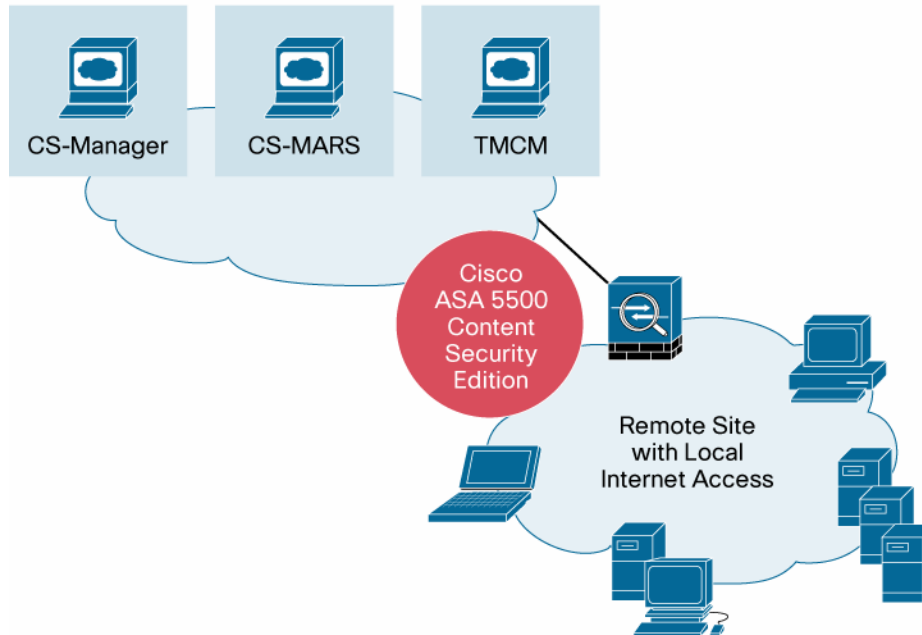 CS-Manager
CS-MARS
TMCM
Cisco
ASA 5500
Content
Security
Edition
Remote Site
with Local
Internet Access